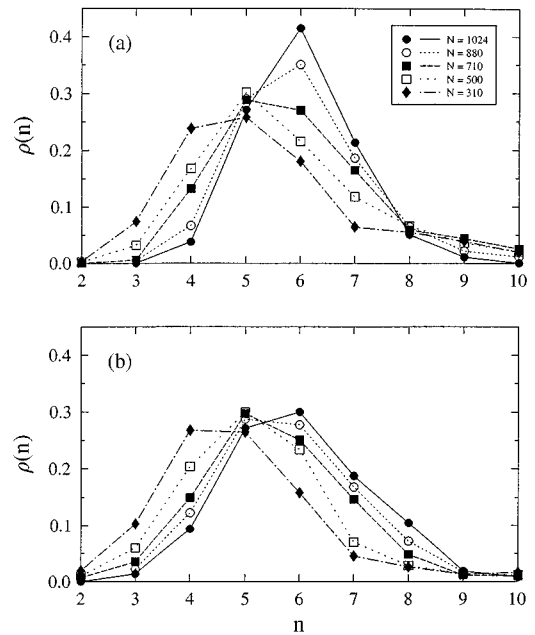 (a)
N = 1024
N = 880
N = 710
N = 500
N = 310
0.4
0.3
0.2
0.1
0.0
ρ(n)
2 3 4 5 6 7 8 9 10
n
(b)
0.4
0.3
0.2
0.1
0.0
ρ(n)
2 3 4 5 6 7 8 9 10
n